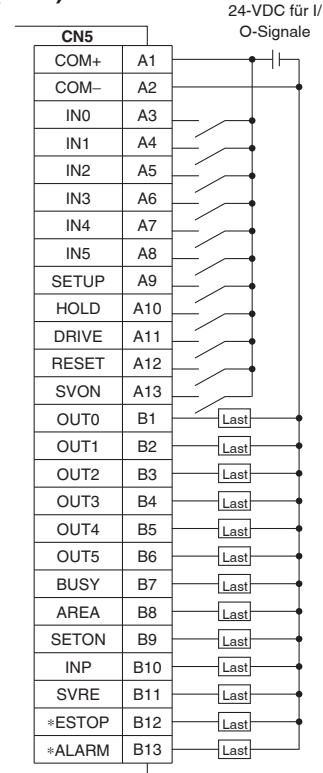 24-VDC für I/
O-Signale
CN5
COM+ A1
COM– A2
IN0 A3
IN1 A4
IN2 A5
IN3 A6
IN4 A7
IN5 A8
SETUP A9
HOLD A10
DRIVE A11
RESET A12
SVON A13
OUT0 B1 Last
OUT1 B2 Last
OUT2 B3 Last
OUT3 B4 Last
OUT4 B5 Last
OUT5 B6 Last
BUSY B7 Last
AREA B8 Last
SETON B9 Last
INP B10 Last
SVRE B11 Last
∗ESTOP B12 Last
∗ALARM B13 Last